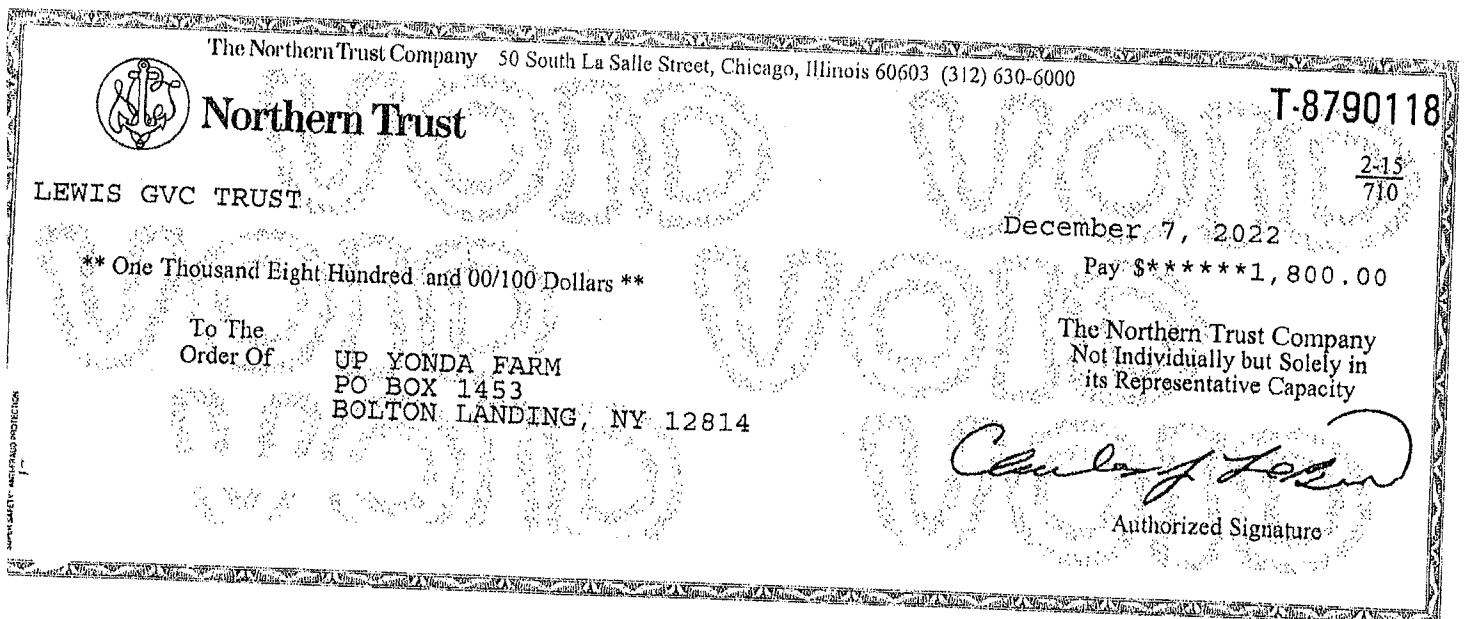 The Northern Trust Company 50 South La Salle Street, Chicago, Illinois 60603 (312) 630-6000
Northern Trust
T-8790118
2-15
710
LEWIS GVC TRUST
December 7, 2022
** One Thousand Eight Hundred and 00/100 Dollars **
Pay $******1,800.00
To The
Order Of
UP YONDA FARM
PO BOX 1453
BOLTON LANDING, NY 12814
The Northern Trust Company
Not Individually but Solely in
its Representative Capacity
Authorized Signature
VOID VOID
VOID VOID
VOID VOID